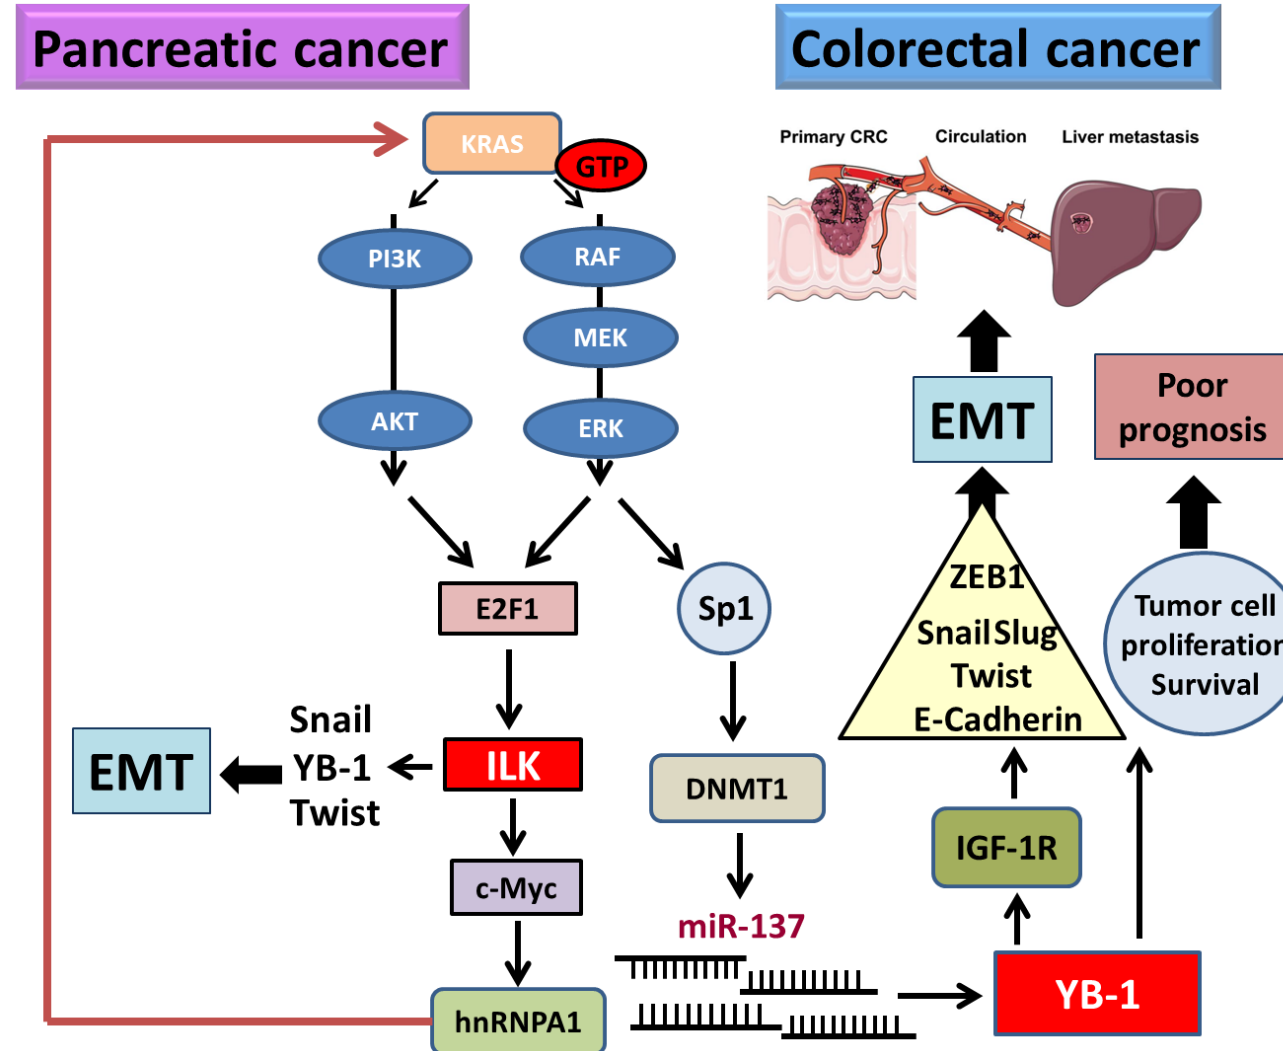 Pancreatic cancer
Colorectal cancer
Primary CRC
Circulation
Liver metastasis
KRAS
GTP
PI3K
RAF
MEK
AKT
ERK
E2F1
Sp1
ILK
Snail
YB-1
Twist
EMT
DNMT1
c-Myc
miR-137
hnRNPA1
EMT
Poor
prognosis
ZEB1
Snail Slug
Twist
E-Cadherin
Tumor cell
proliferation
Survival
IGF-1R
YB-1